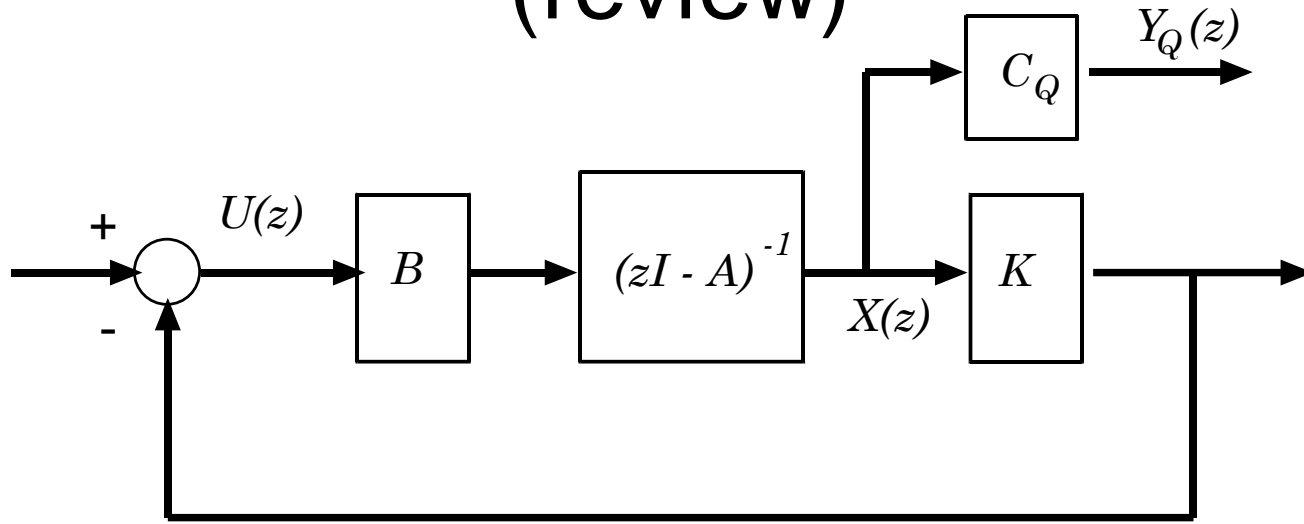 (review)
Y_Q(z)
C_Q
+
U(z)
B
(zI - A)^-1
K
-
X(z)